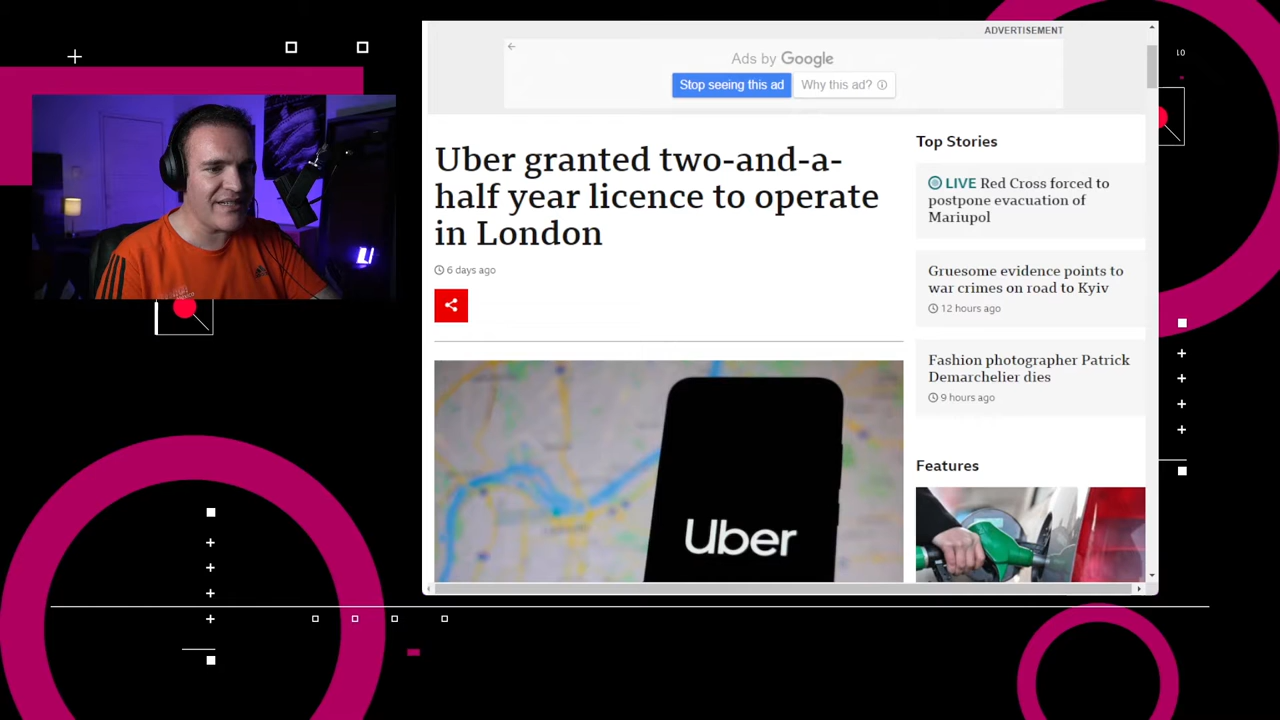 ADVERTISEMENT
Ads by Google
Stop seeing this ad
Why this ad?
Uber granted two-and-a-
half year licence to operate
in London
6 days ago
Uber
Top Stories
LIVE Red Cross forced to
postpone evacuation of
Mariupol
Gruesome evidence points to
war crimes on road to Kyiv
12 hours ago
Fashion photographer Patrick
Demarchelier dies
9 hours ago
Features